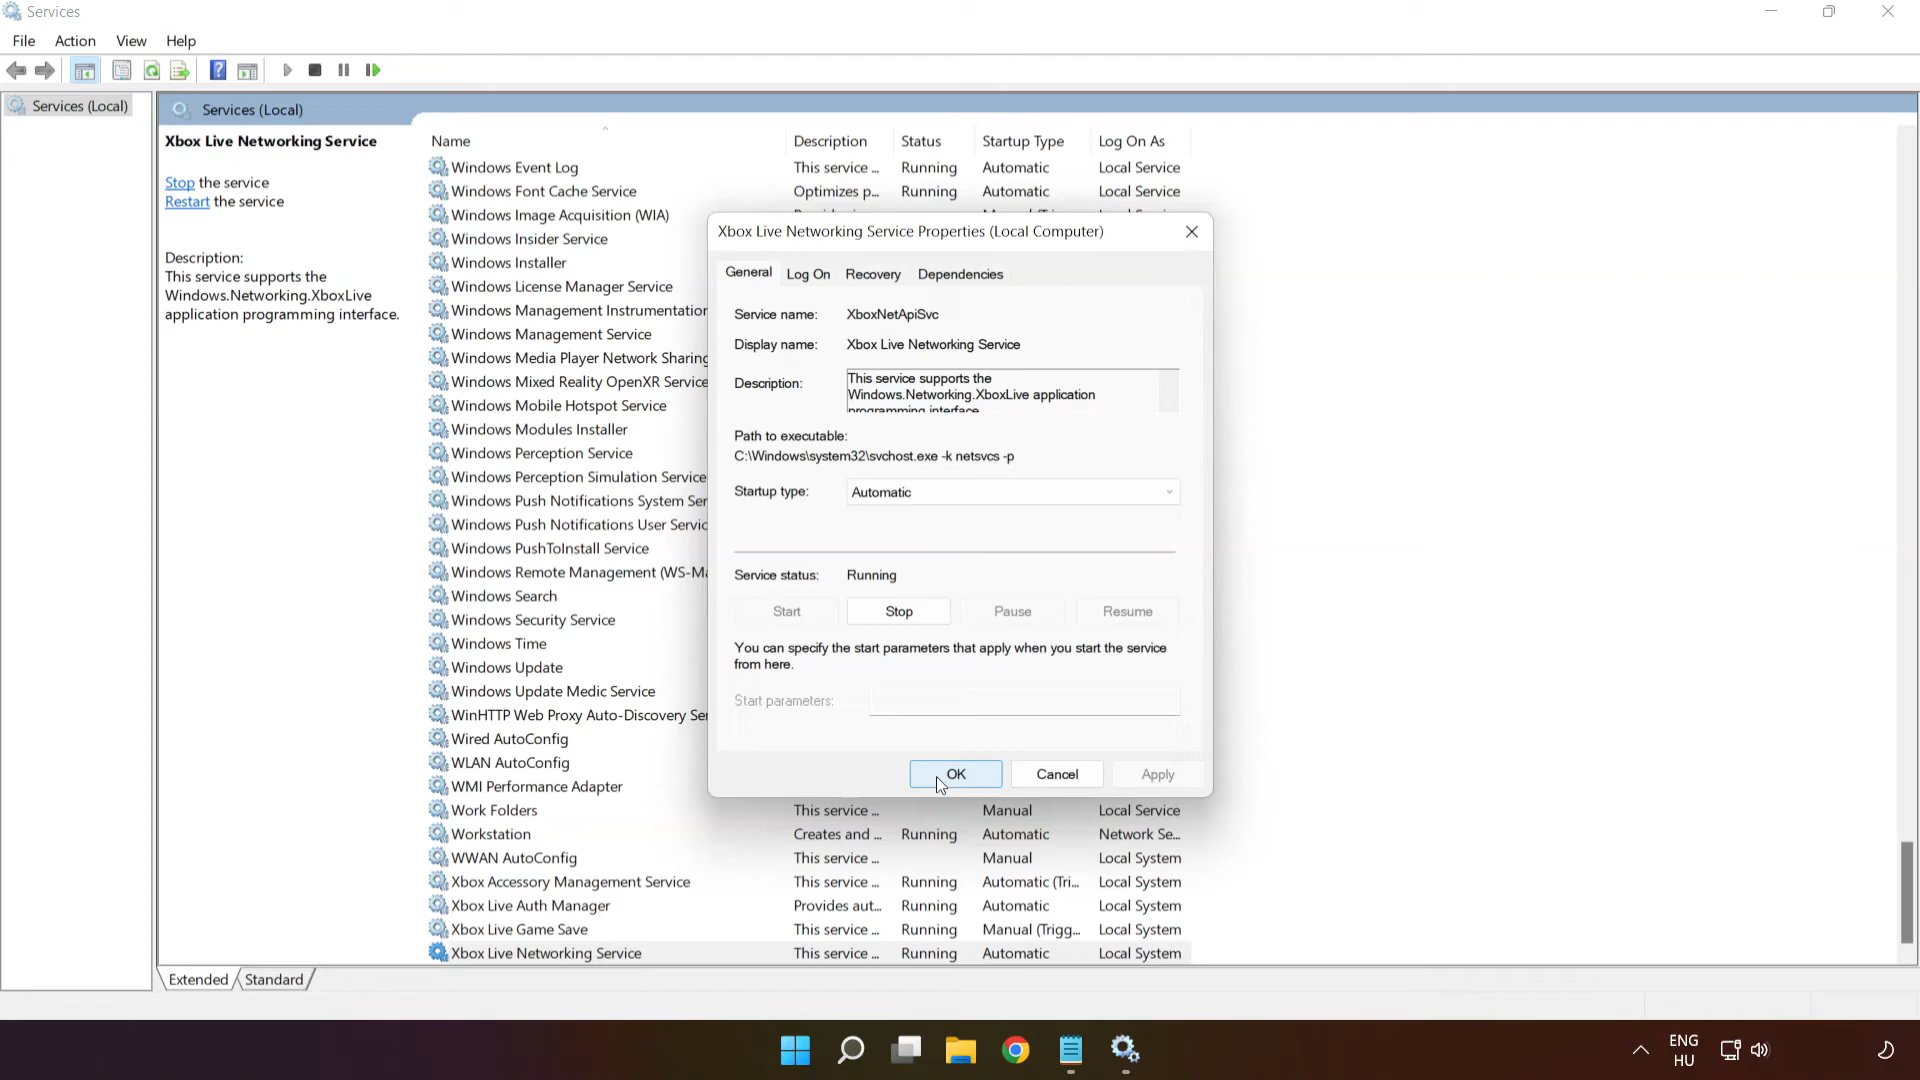 Services
File Action View Help
Services (Local)
Services (Local)
Xbox Live Networking Service
Stop the service
Restart the service
Description:
This service supports the
Windows.Networking.XboxLive
application programming interface.
Name Description Status Startup Type Log On As
Windows Event Log This service ... Running Automatic Local Service
Windows Font Cache Service Optimizes p... Running Automatic Local Service
Windows Image Acquisition (WIA)
Windows Insider Service
Windows Installer
Windows License Manager Service
Windows Management Instrumentation
Windows Management Service
Windows Media Player Network Sharing
Windows Mixed Reality OpenXR Service
Windows Mobile Hotspot Service
Windows Modules Installer
Windows Perception Service
Windows Perception Simulation Service
Windows Push Notifications System Ser
Windows Push Notifications User Servic
Windows PushToInstall Service
Windows Remote Management (WS-Ma
Windows Search
Windows Security Service
Windows Time
Windows Update
Windows Update Medic Service
WinHTTP Web Proxy Auto-Discovery Ser
Wired AutoConfig
WLAN AutoConfig
WMI Performance Adapter
Work Folders This service ... Manual Local Service
Workstation Creates and ... Running Automatic Network Se...
WWAN AutoConfig This service ... Manual Local System
Xbox Accessory Management Service This service ... Running Automatic (Tri... Local System
Xbox Live Auth Manager Provides aut... Running Automatic Local System
Xbox Live Game Save This service ... Running Manual (Trigg... Local System
Xbox Live Networking Service This service ... Running Automatic Local System
Xbox Live Networking Service Properties (Local Computer)
General Log On Recovery Dependencies
Service name: XboxNetApiSvc
Display name: Xbox Live Networking Service
Description: This service supports the
Windows.Networking.XboxLive application
programming interface
Path to executable:
C:\Windows\system32\svchost.exe -k netsvcs -p
Startup type: Automatic
Service status: Running
Start Stop Pause Resume
You can specify the start parameters that apply when you start the service
from here.
Start parameters:
OK Cancel Apply
Extended Standard
ENG
HU